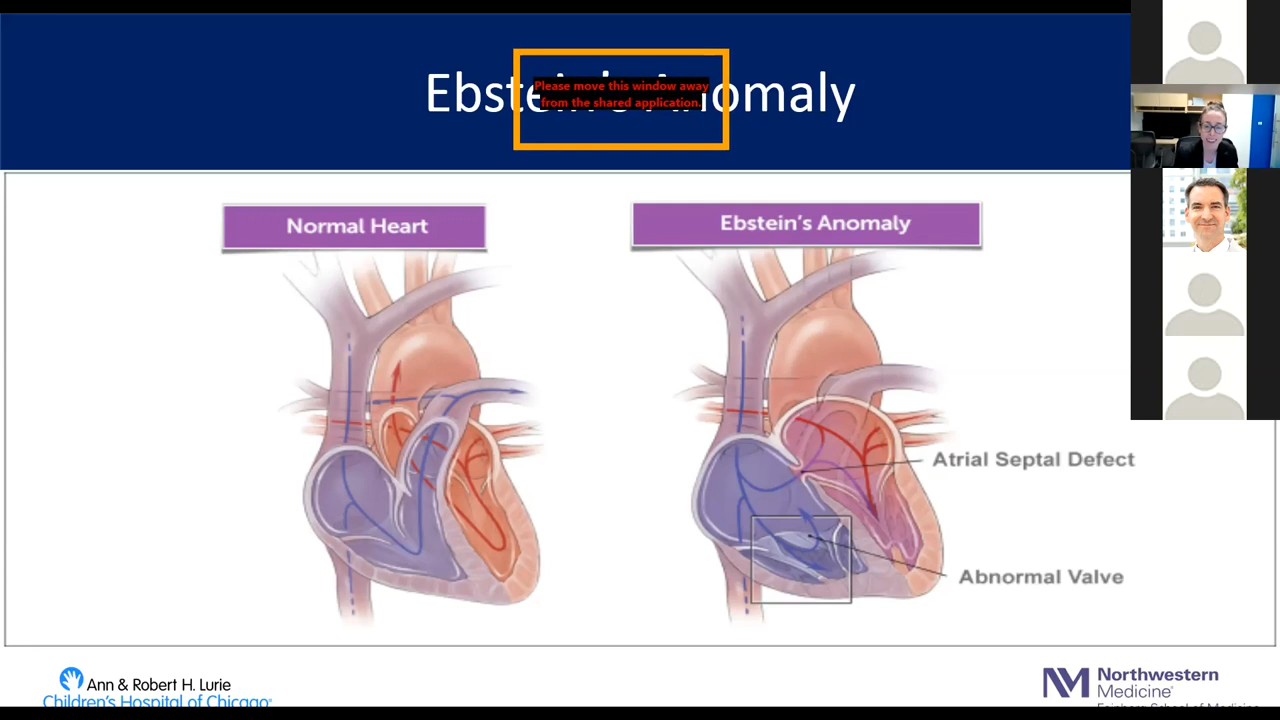 Ebstein's Anomaly
Please move this window away
from the shared application.
Normal Heart
Ebstein's Anomaly
Atrial Septal Defect
Abnormal Valve
Ann & Robert H. Lurie
Children's Hospital of Chicago®
NM Northwestern
Medicine®
Feinberg School of Medicine